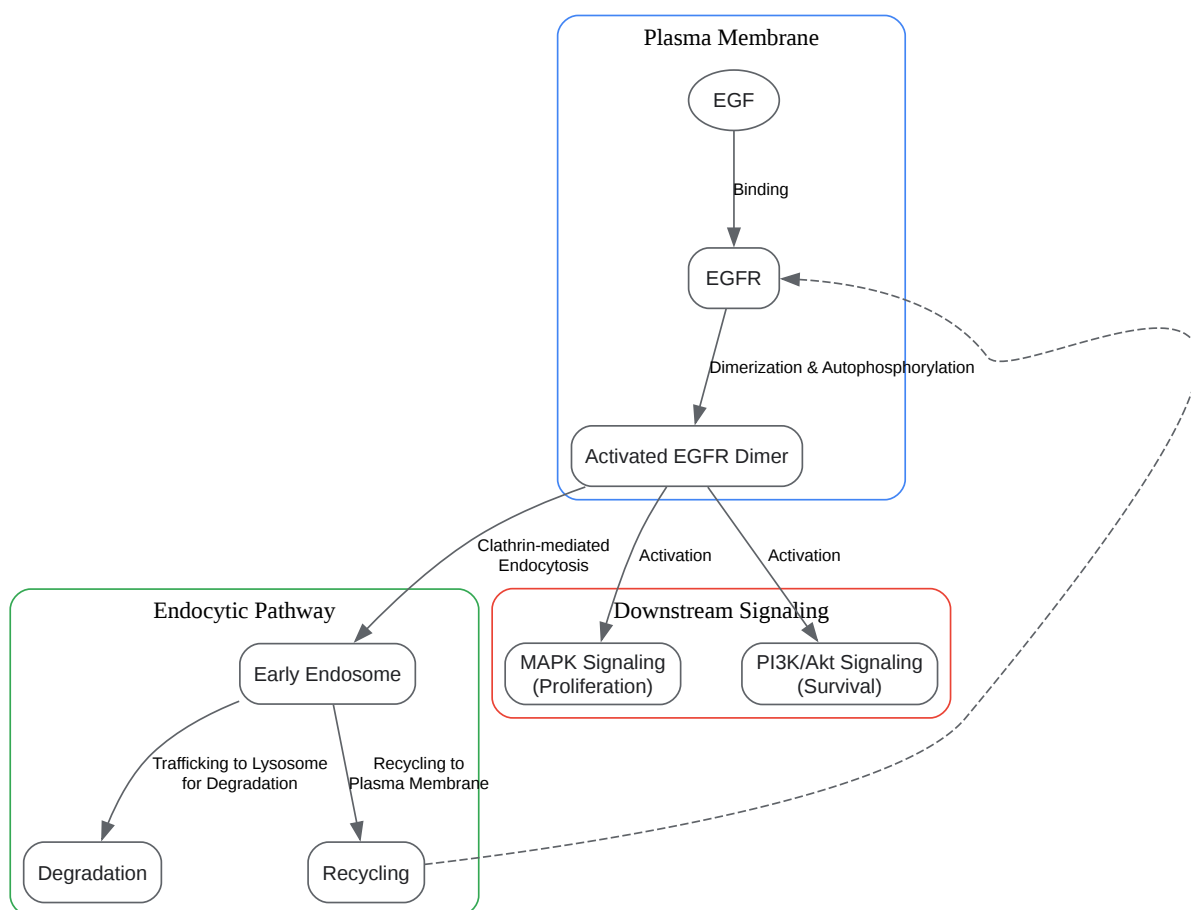 Plasma Membrane
EGF
Binding
EGFR
Dimerization & Autophosphorylation
Activated EGFR Dimer
Clathrin-mediated
Endocytosis
Activation
Activation
Endocytic Pathway
Downstream Signaling
Early Endosome
MAPK Signaling
(Proliferation)
PI3K/Akt Signaling
(Survival)
Trafficking to Lysosome
for Degradation
Recycling to
Plasma Membrane
Degradation
Recycling